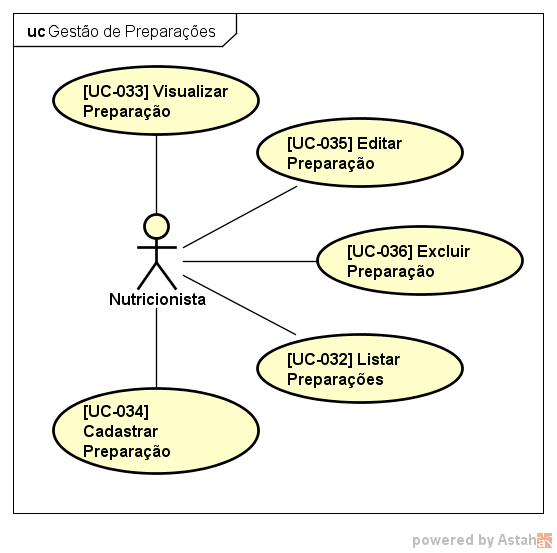 uc Gestão de Preparações
[UC-033] Visualizar
Preparação
[UC-035] Editar
Preparação
[UC-036] Excluir
Preparação
Nutricionista
[UC-032] Listar
Preparações
[UC-034]
Cadastrar
Preparação
powered by Astah